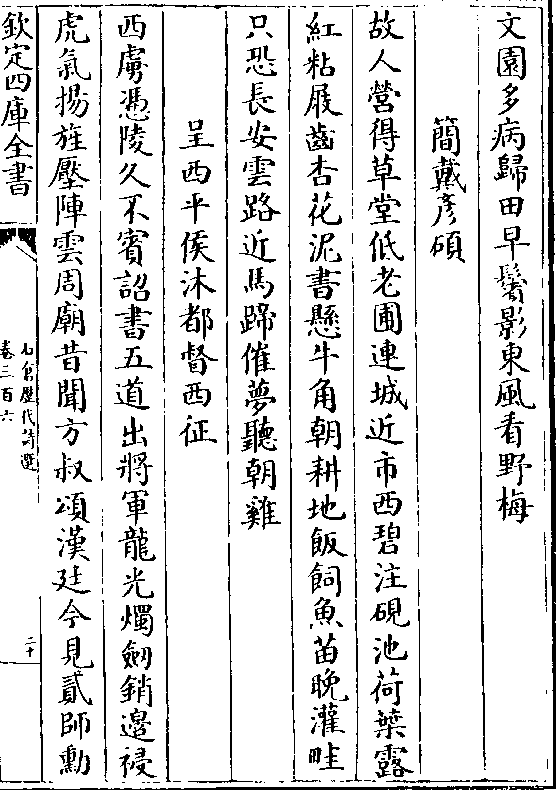 文園多病歸田早鬢影東風看野梅
簡戴彦碩
故人營得草堂低老圃連城近市西碧注硯池荷葉露
紅粘屐齒杏花泥書懸牛角朝耕地飯飼魚苗晚灌畦
只恐長安雲路近馬蹄催夢聽朝雞
呈西平侯沐都督西征
西虜憑陵久不賓詔書五道出將軍龍光燭劒銷邊祲
虎氣揚旌壓陣雲周廟昔聞方叔頌漢廷今見貳師勳
欽定四庫全書
石倉歷代詩選
卷三百六
二十